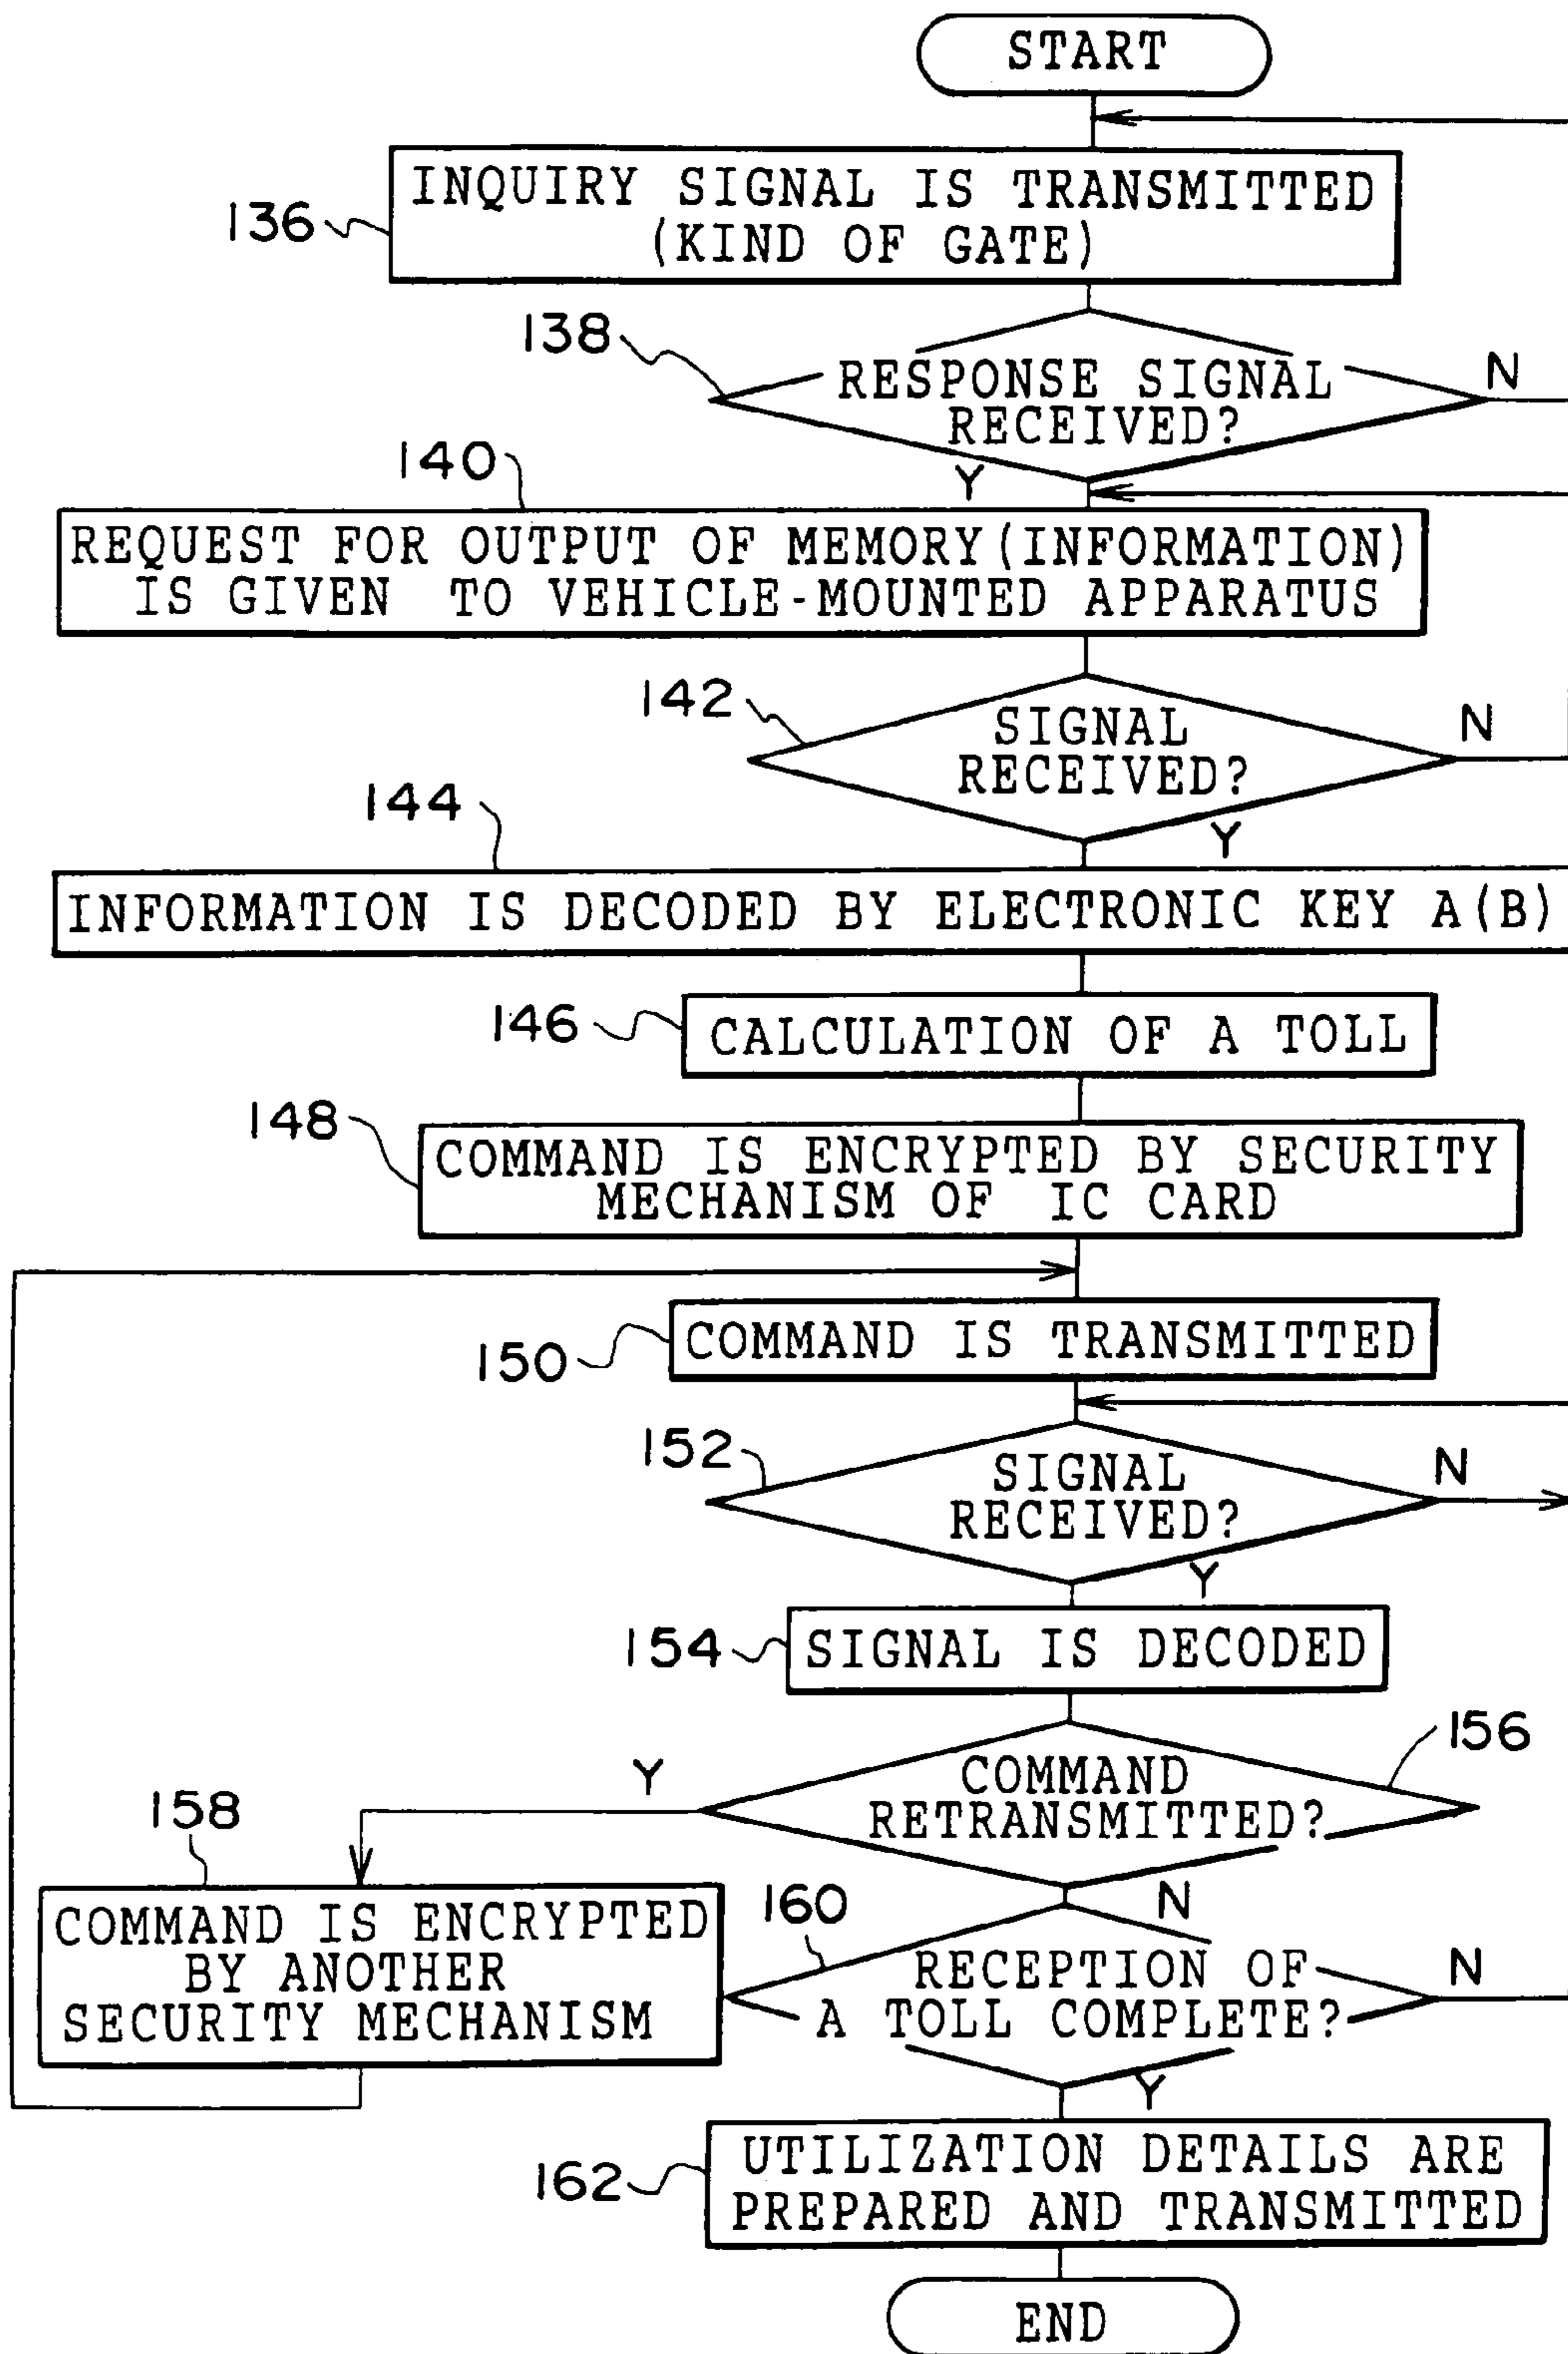 START
136
INQUIRY SIGNAL IS TRANSMITTED
(KIND OF GATE)
138
RESPONSE SIGNAL
RECEIVED?
N
Y
140
REQUEST FOR OUTPUT OF MEMORY(INFORMATION)
IS GIVEN TO VEHICLE-MOUNTED APPARATUS
142
SIGNAL
RECEIVED?
N
Y
144
INFORMATION IS DECODED BY ELECTRONIC KEY A(B)
146
CALCULATION OF A TOLL
148
COMMAND IS ENCRYPTED BY SECURITY
MECHANISM OF IC CARD
150
COMMAND IS TRANSMITTED
152
SIGNAL
RECEIVED?
N
Y
154
SIGNAL IS DECODED
156
COMMAND
RETRANSMITTED?
Y
N
158
COMMAND IS ENCRYPTED
BY ANOTHER
SECURITY MECHANISM
160
RECEPTION OF
A TOLL COMPLETE?
N
Y
162
UTILIZATION DETAILS ARE
PREPARED AND TRANSMITTED
END